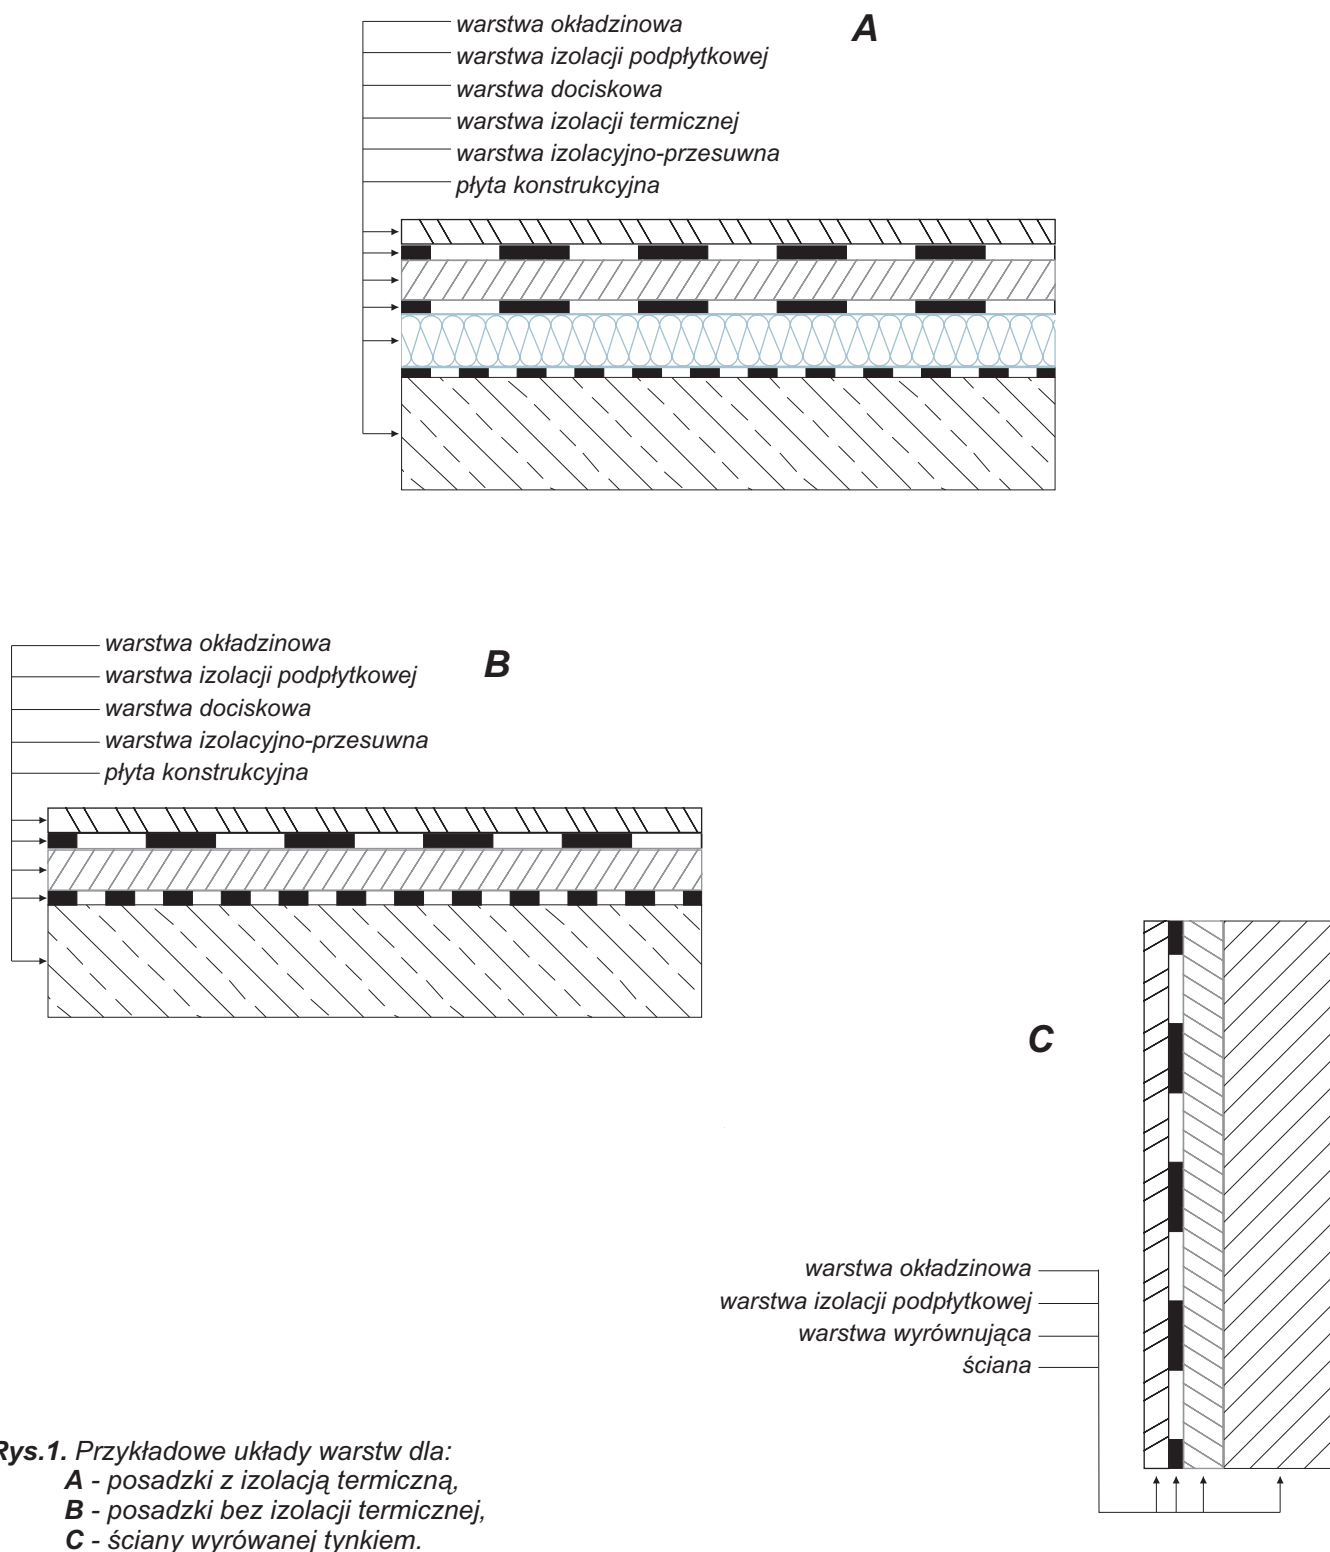 warstwa okładzinowa
warstwa izolacji podpłytkowej
warstwa dociskowa
warstwa izolacji termicznej
warstwa izolacyjno-przesuwna
płyta konstrukcyjna
A
warstwa okładzinowa
warstwa izolacji podpłytkowej
warstwa dociskowa
warstwa izolacyjno-przesuwna
płyta konstrukcyjna
B
C
warstwa okładzinowa
warstwa izolacji podpłytkowej
warstwa wyrównująca
ściana
Rys.1. Przykładowe układy warstw dla:
A - posadzki z izolacją termiczną,
B - posadzki bez izolacji termicznej,
C - ściany wyrówanej tynkiem.